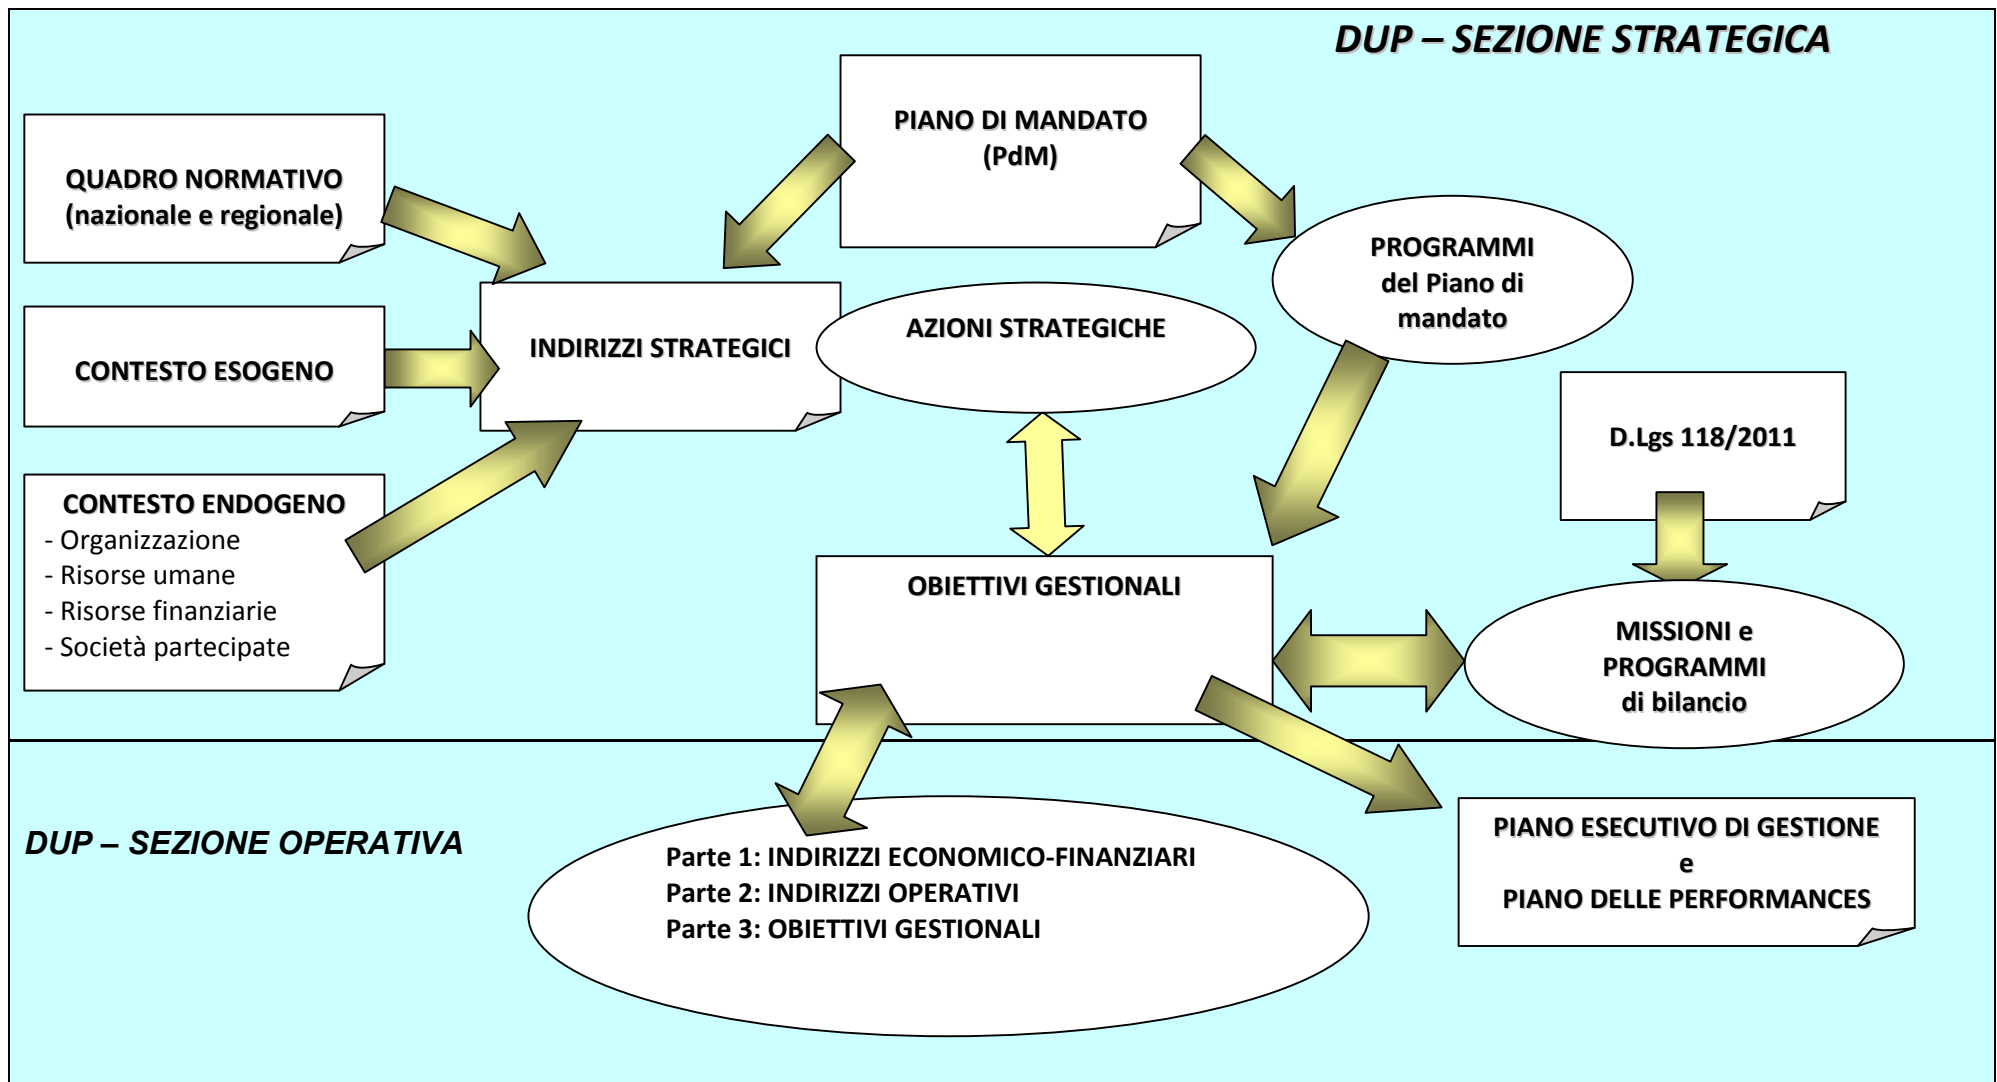 DUP – SEZIONE STRATEGICA
PIANO DI MANDATO
(PdM)
QUADRO NORMATIVO
(nazionale e regionale)
PROGRAMMI
del Piano di
mandato
AZIONI STRATEGICHE
INDIRIZZI STRATEGICI
CONTESTO ESOGENO
D.Lgs 118/2011
CONTESTO ENDOGENO
- Organizzazione
- Risorse umane
- Risorse finanziarie
- Società partecipate
OBIETTIVI GESTIONALI
MISSIONI e
PROGRAMMI
di bilancio
DUP – SEZIONE OPERATIVA
Parte 1: INDIRIZZI ECONOMICO-FINANZIARI
Parte 2: INDIRIZZI OPERATIVI
Parte 3: OBIETTIVI GESTIONALI
PIANO ESECUTIVO DI GESTIONE
e
PIANO DELLE PERFORMANCES